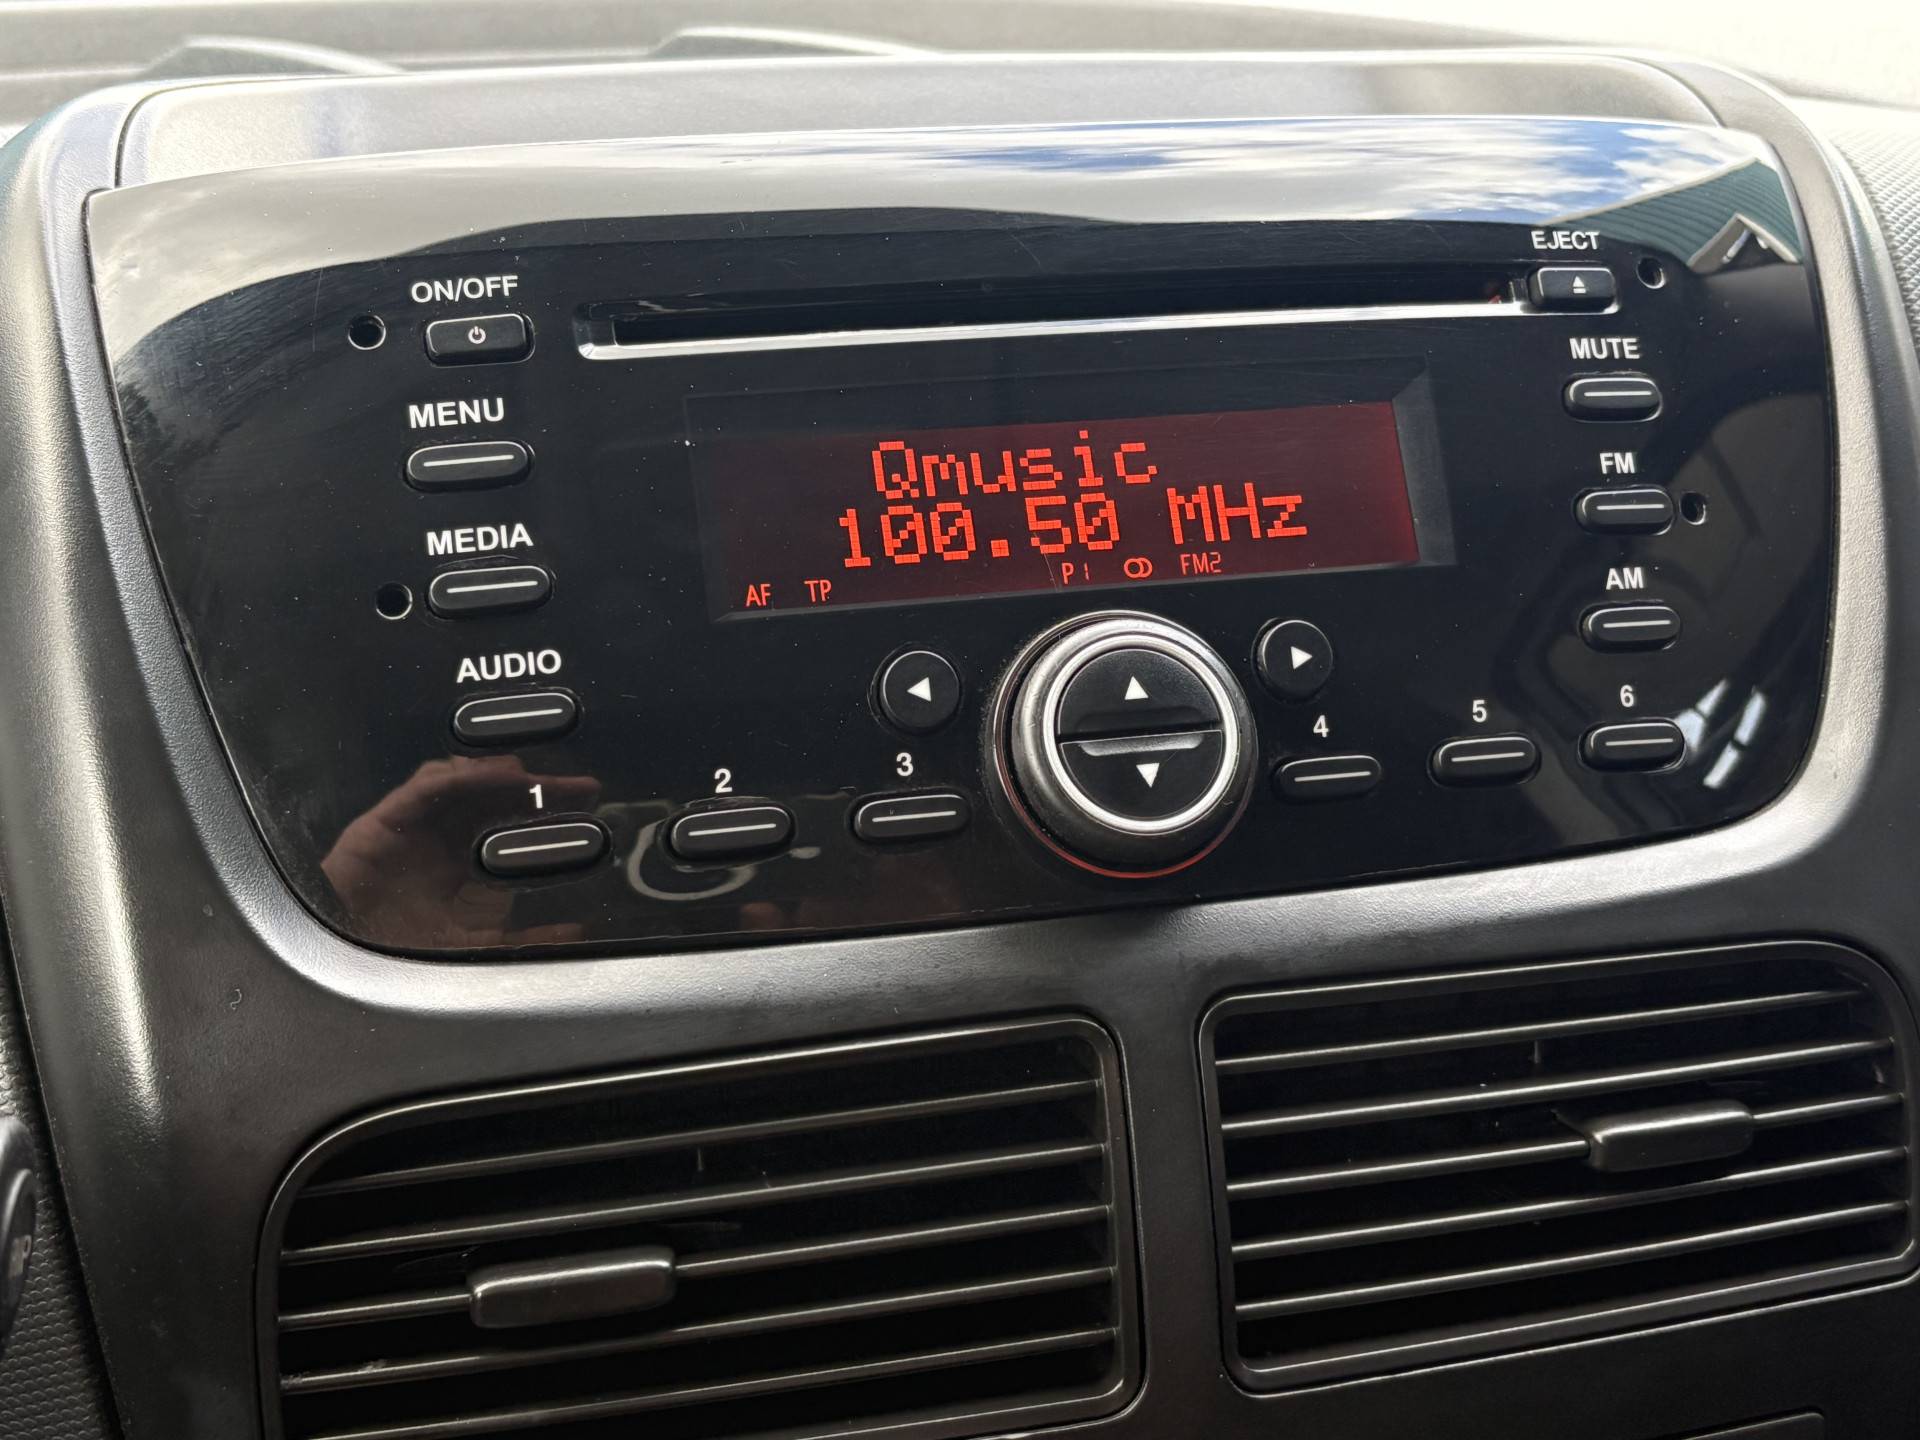 EJECT
ON/OFF
MUTE
MENU
Qmusic
FM
100.50 MHz
MEDIA
AF TP P1 FM2
AM
AUDIO
1 2 3 4 5 6